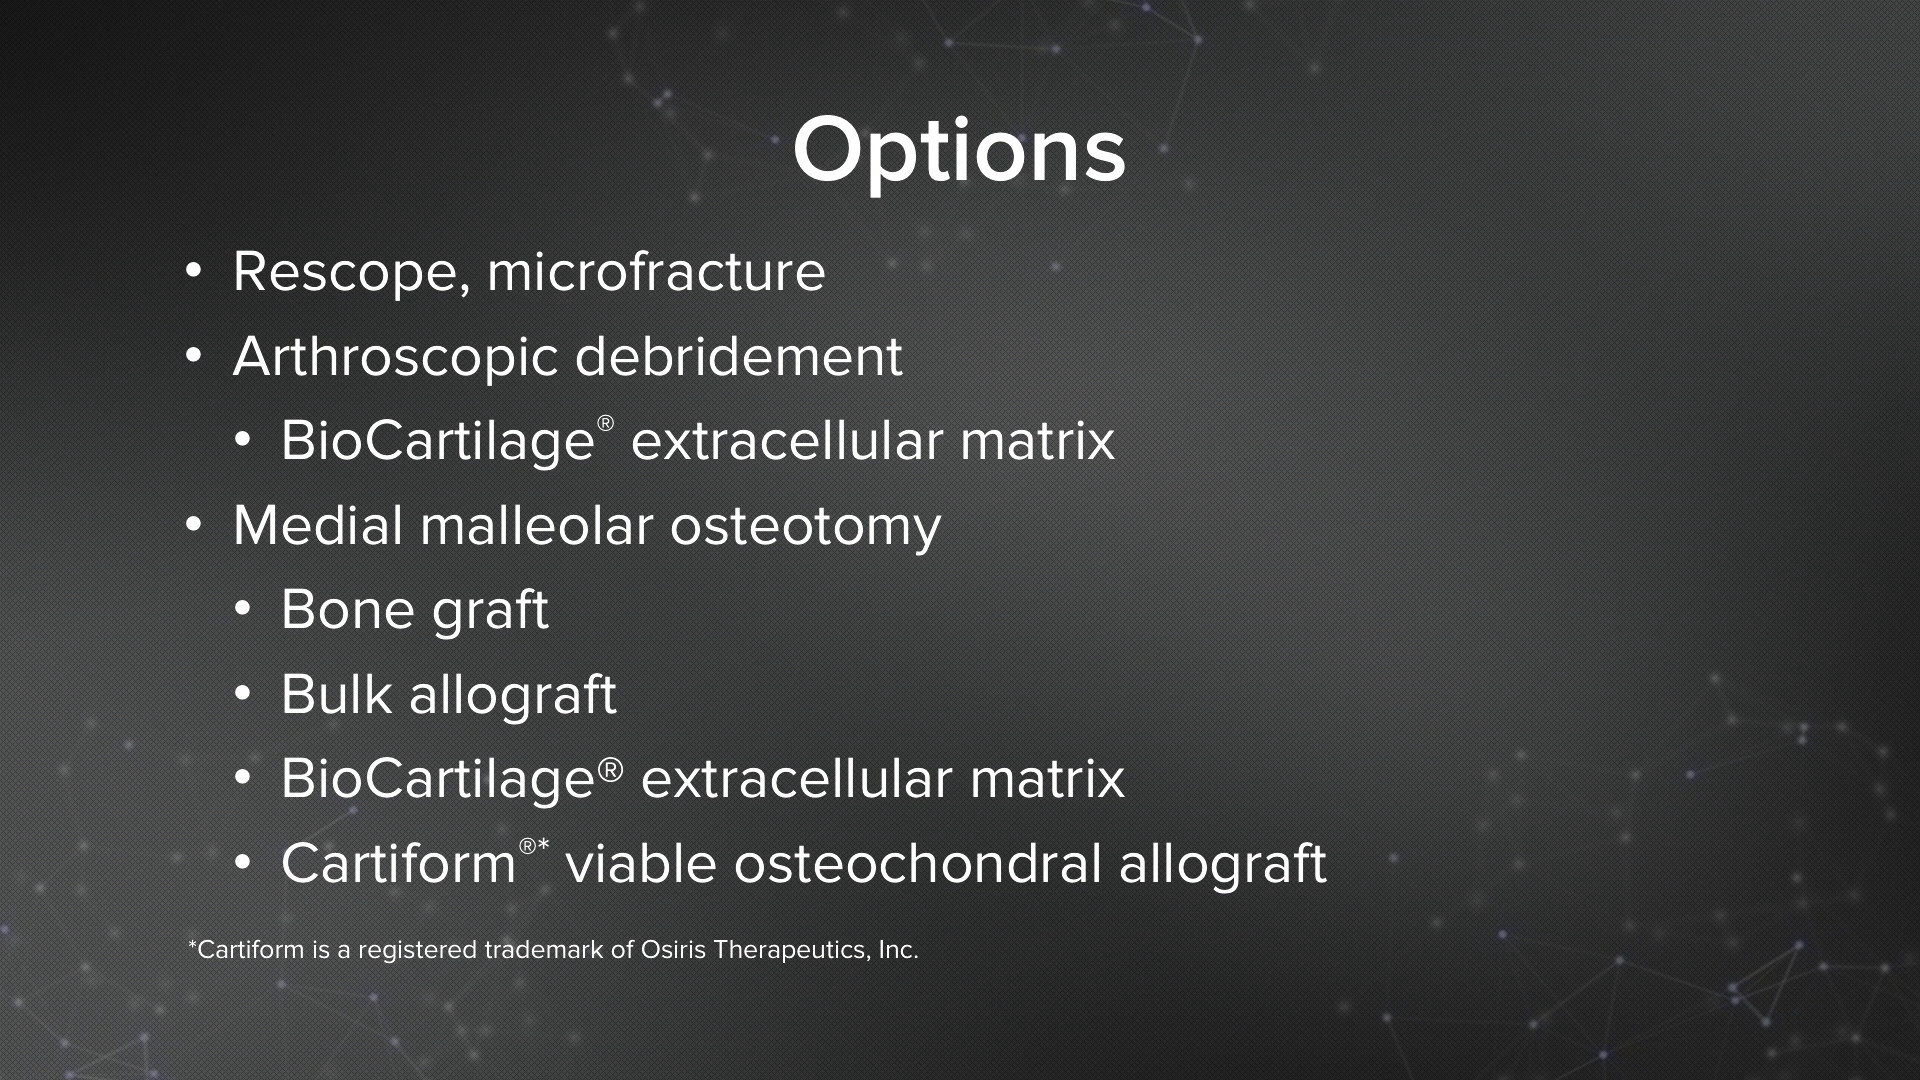 Options
• Rescope, microfracture
• Arthroscopic debridement
• BioCartilage® extracellular matrix
• Medial malleolar osteotomy
• Bone graft
• Bulk allograft
• BioCartilage® extracellular matrix
• Cartiform®* viable osteochondral allograft
*Cartiform is a registered trademark of Osiris Therapeutics, Inc.